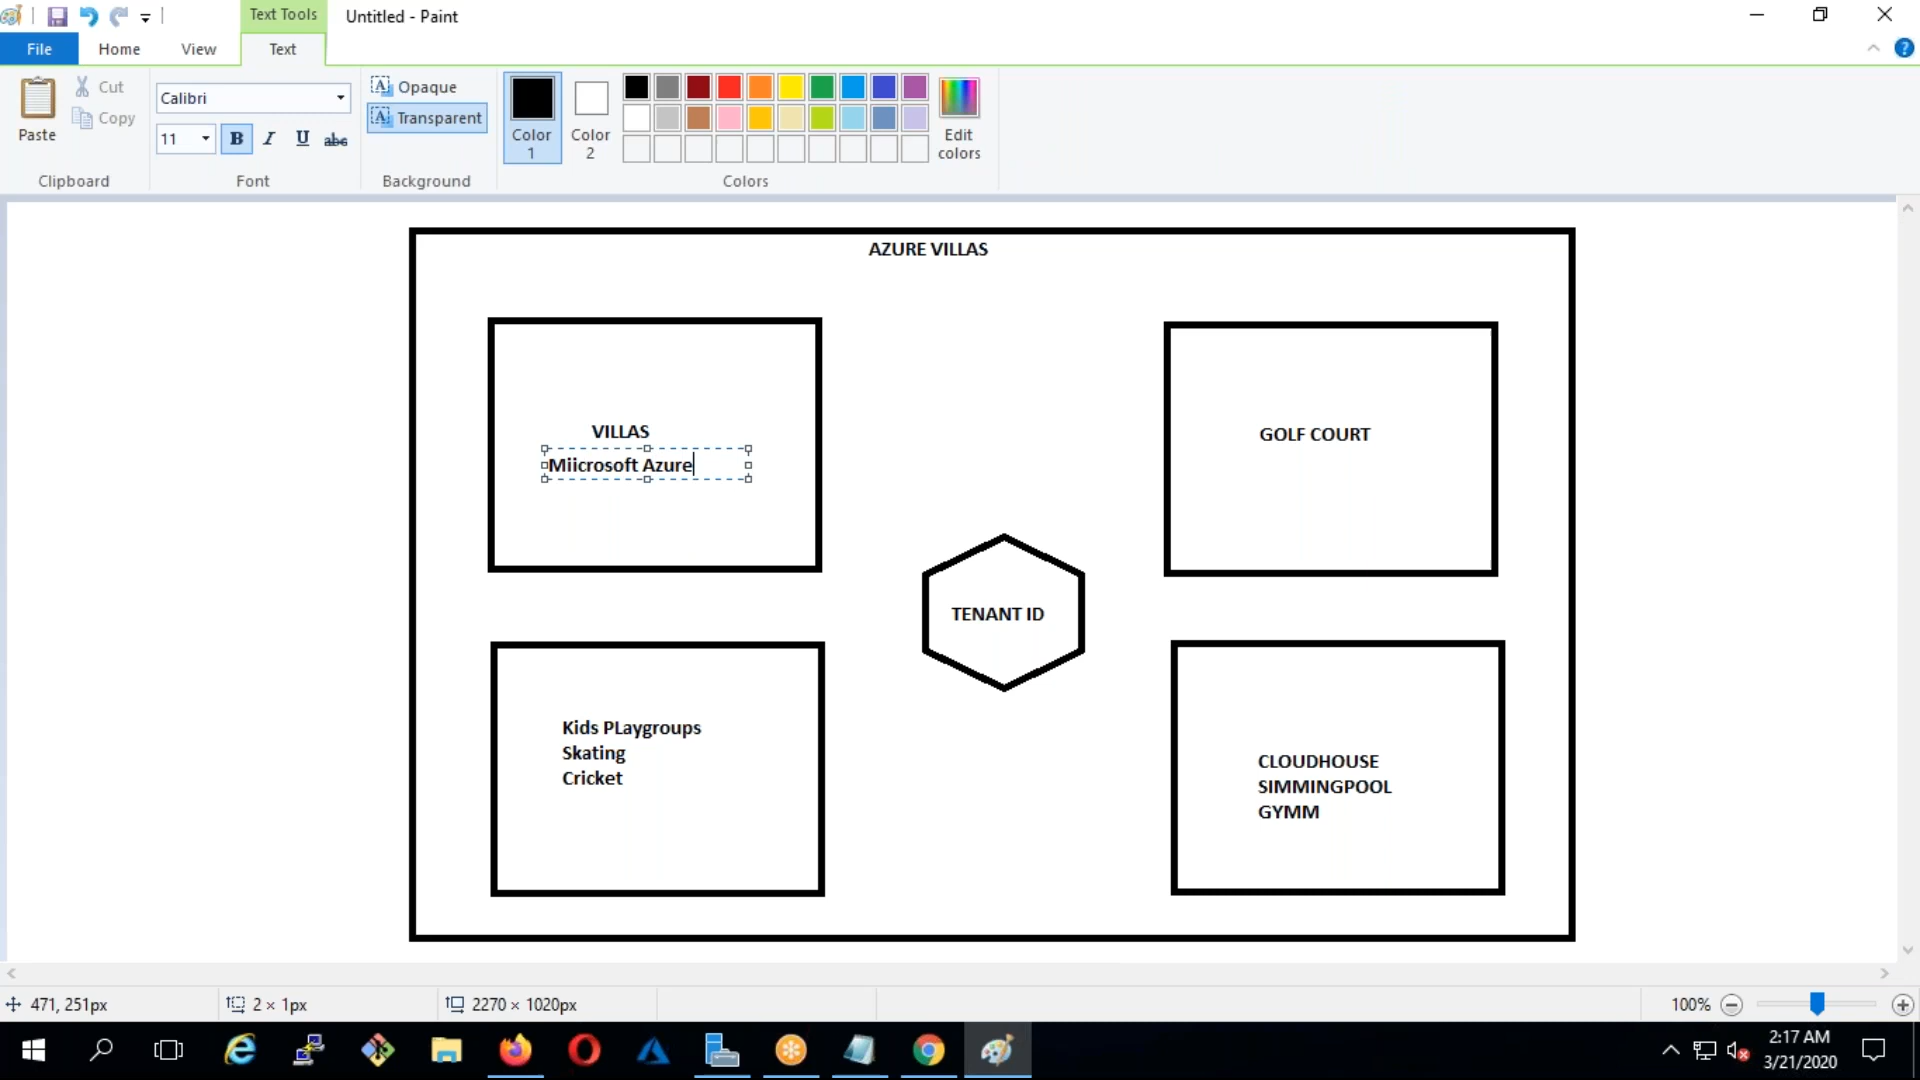 Text Tools
Untitled - Paint
File
Home
View
Text
Paste
Cut
Copy
Clipboard
Calibri
11
B
I
U
abc
Font
Opaque
Transparent
Background
Color 1
Color 2
Edit colors
Colors
AZURE VILLAS
VILLAS
Miicrosoft Azure
GOLF COURT
TENANT ID
Kids PLaygroups
Skating
Cricket
CLOUDHOUSE
SIMMINGPOOL
GYMM
471, 251px
2 × 1px
2270 × 1020px
100%
2:17 AM
3/21/2020